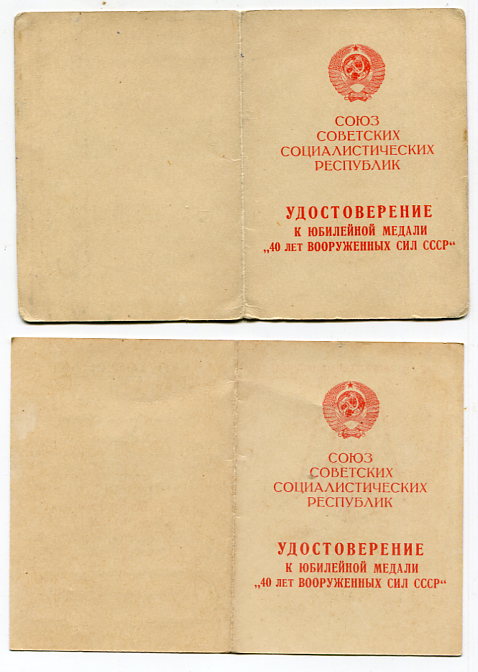 СОЮЗ
СОВЕТСКИХ
СОЦИАЛИСТИЧЕСКИХ
РЕСПУБЛИК
УДОСТОВЕРЕНИЕ
К ЮБИЛЕЙНОЙ МЕДАЛИ
„40 ЛЕТ ВООРУЖЕННЫХ СИЛ СССР“
СОЮЗ
СОВЕТСКИХ
СОЦИАЛИСТИЧЕСКИХ
РЕСПУБЛИК
УДОСТОВЕРЕНИЕ
К ЮБИЛЕЙНОЙ МЕДАЛИ
„40 ЛЕТ ВООРУЖЕННЫХ СИЛ СССР“